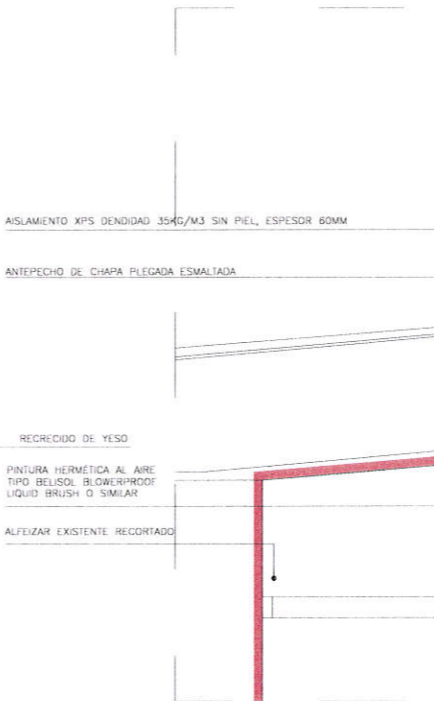 AISLAMIENTO XPS DENDIDAD 35KG/M3 SIN PIEL, ESPESOR 60MM
ANTEPECHO DE CHAPA PLEGADA ESMALTADA
RECRECIDO DE YESO
PINTURA HERMÉTICA AL AIRE
TIPO BELISOL BLOWERPROOF
LIQUID BRUSH O SIMILAR
ALFEIZAR EXISTENTE RECORTADO